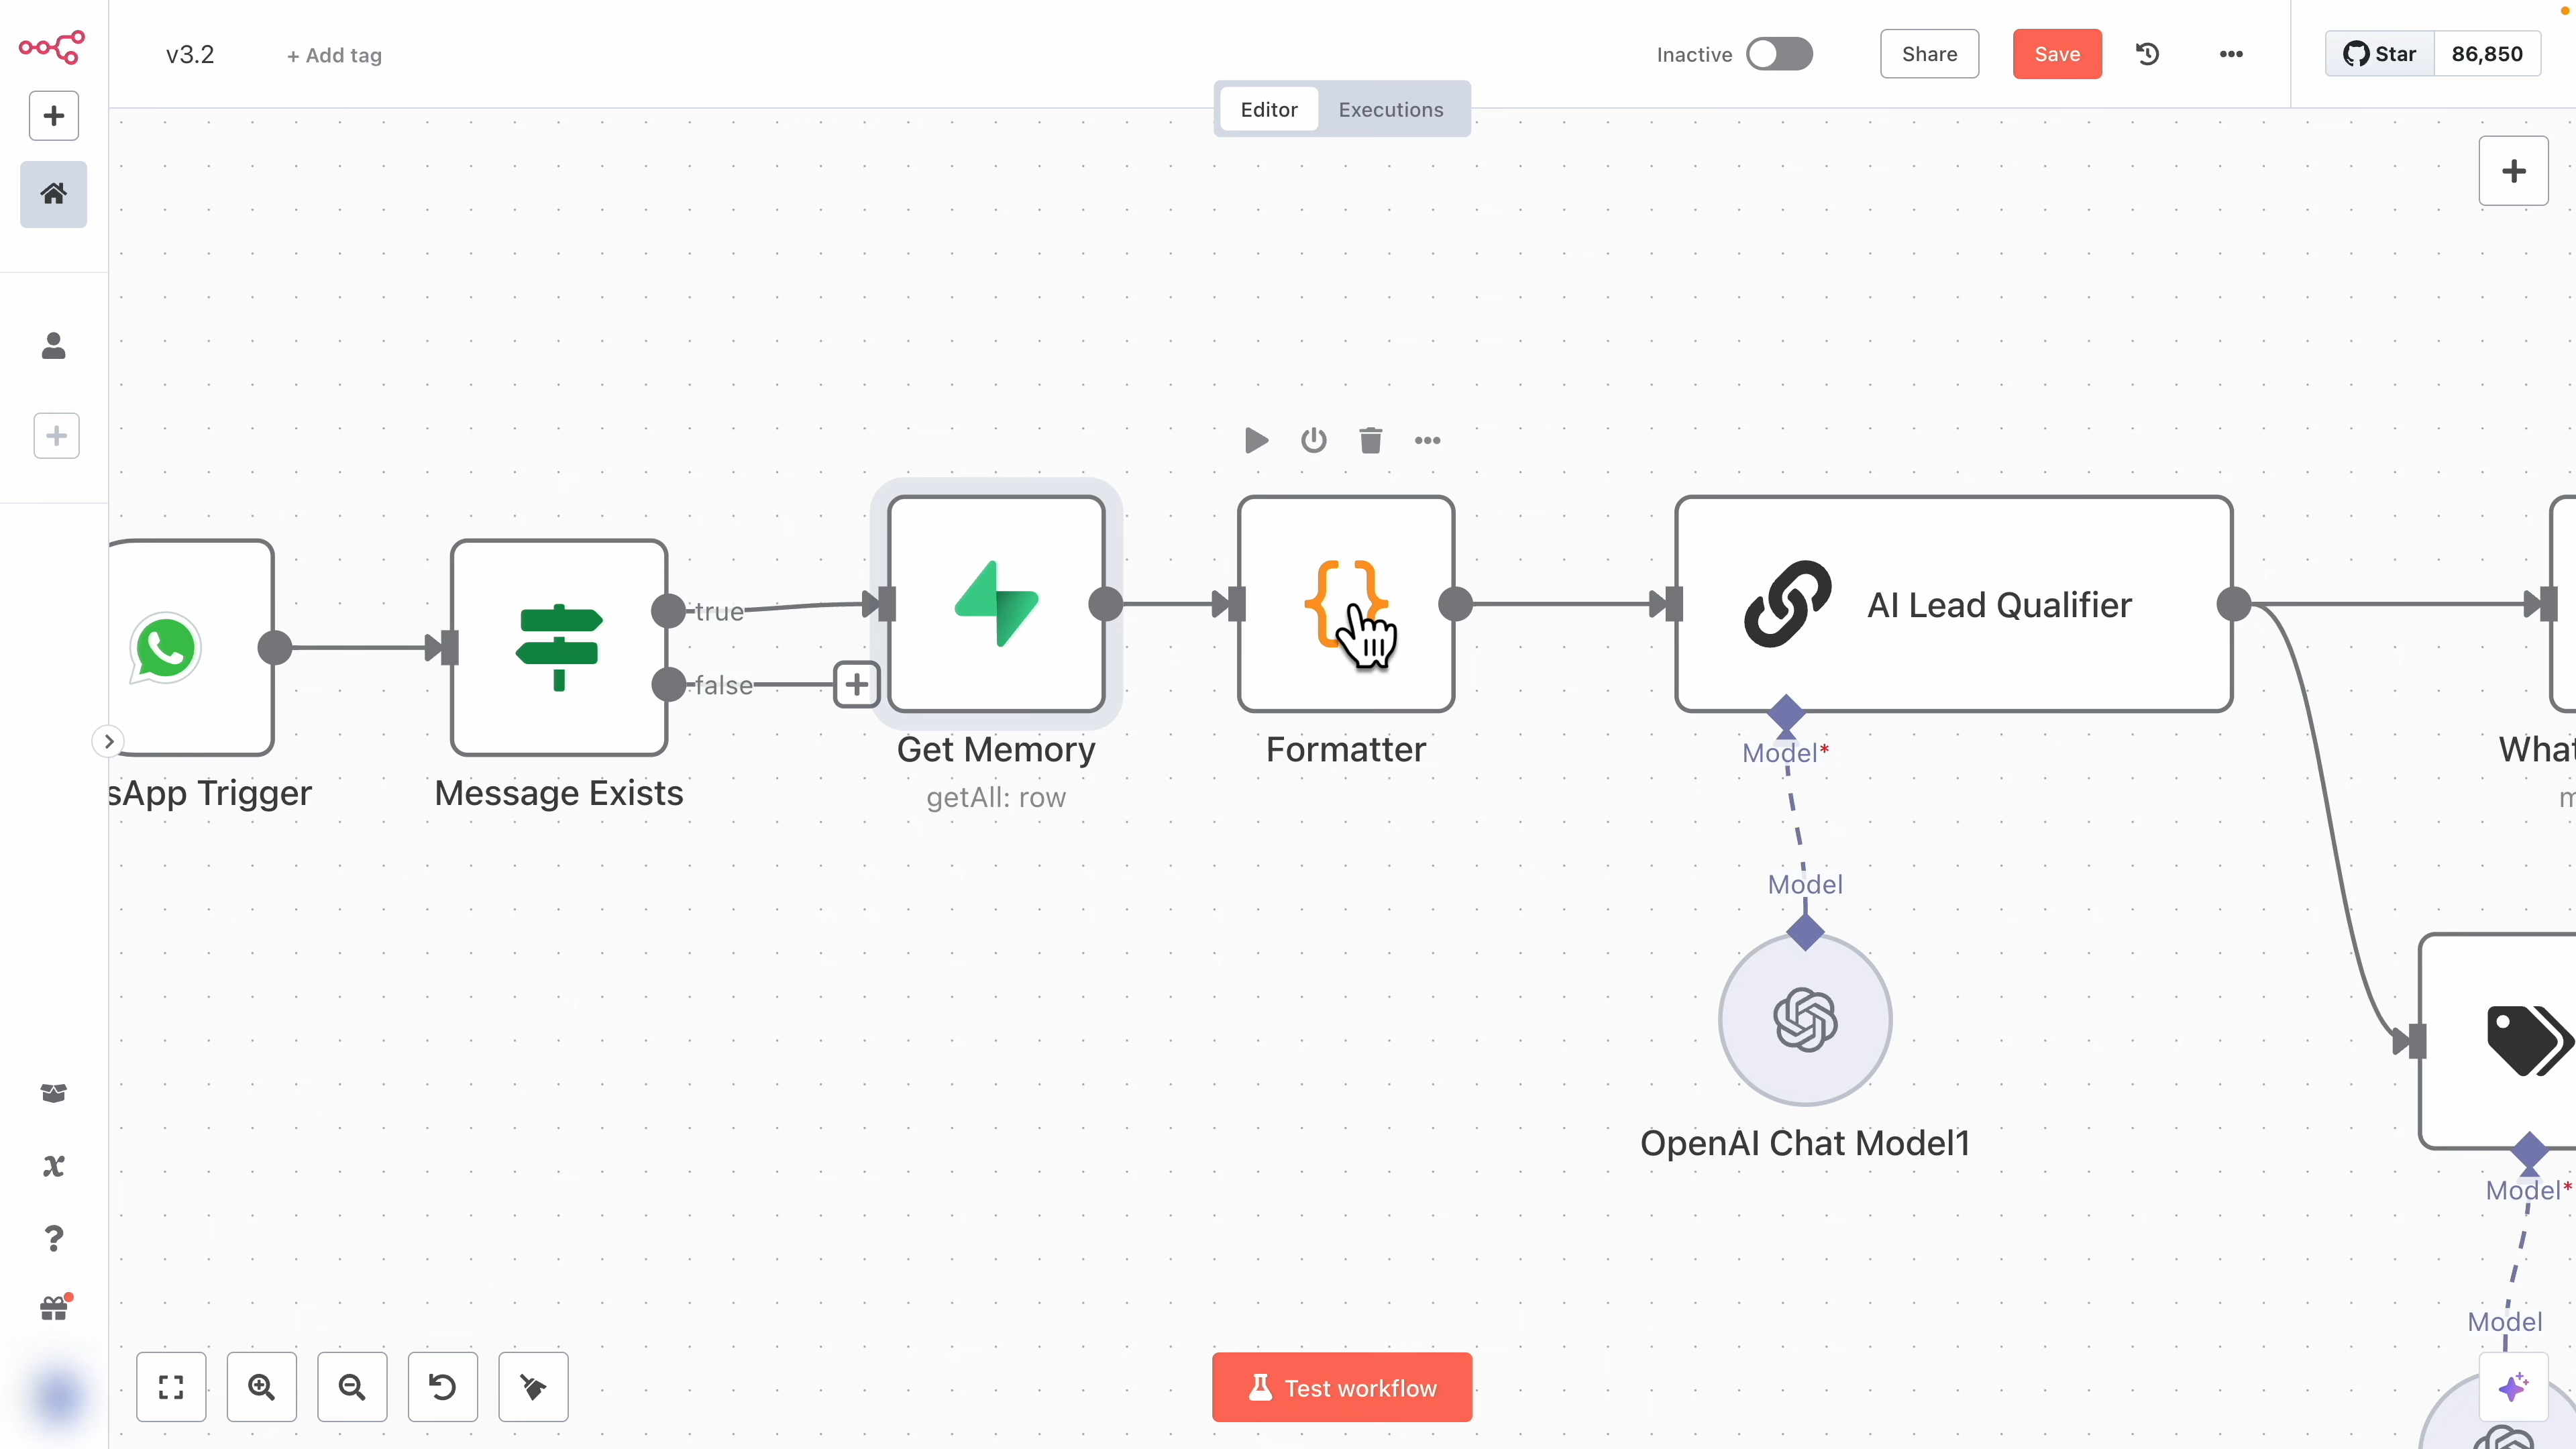 v3.2
+ Add tag
Inactive
Share
Save
Star
86,850
Editor
Executions
true
false
AI Lead Qualifier
sApp Trigger
Message Exists
Get Memory
getAll: row
Formatter
Model*
What
m
Model
OpenAI Chat Model1
Model*
Model
Test workflow